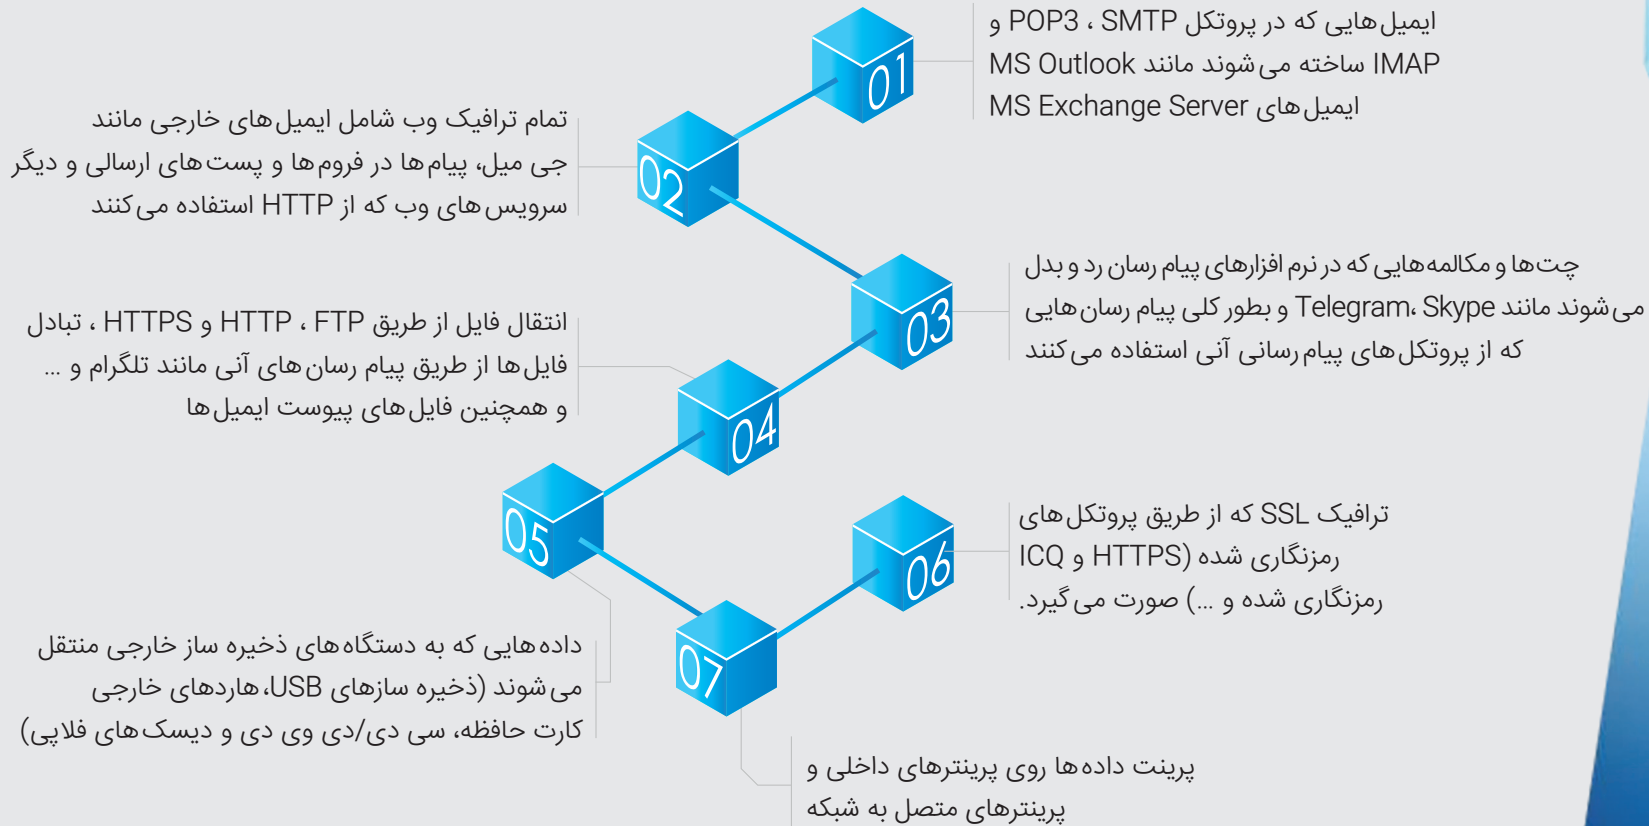 01
ایمیل‌هایی که در پروتکل SMTP ، POP3 و
IMAP ساخته می‌شوند مانند MS Outlook
ایمیل‌های MS Exchange Server
02
تمام ترافیک وب شامل ایمیل‌های خارجی مانند
جی میل، پیام‌ها در فروم‌ها و پست‌های ارسالی و دیگر
سرویس‌های وب که از HTTP استفاده می‌کنند
03
چت‌ها و مکالمه‌هایی که در نرم افزارهای پیام رسان رد و بدل
می‌شوند مانند Telegram، Skype و بطور کلی پیام رسان‌هایی
که از پروتکل‌های پیام رسانی آنی استفاده می‌کنند
04
انتقال فایل از طریق HTTP ، FTP و HTTPS ، تبادل
فایل‌ها از طریق پیام رسان‌های آنی مانند تلگرام و ...
و همچنین فایل‌های پیوست ایمیل‌ها
05
داده‌هایی که به دستگاه‌های ذخیره ساز خارجی منتقل
می‌شوند (ذخیره سازهای USB، هاردهای خارجی
کارت حافظه، سی دی/دی وی دی و دیسک‌های فلاپی)
06
ترافیک SSL که از طریق پروتکل‌های
رمزنگاری شده (HTTPS و ICQ
رمزنگاری شده و ...) صورت می‌گیرد.
07
پرینت داده‌ها روی پرینترهای داخلی و
پرینترهای متصل به شبکه